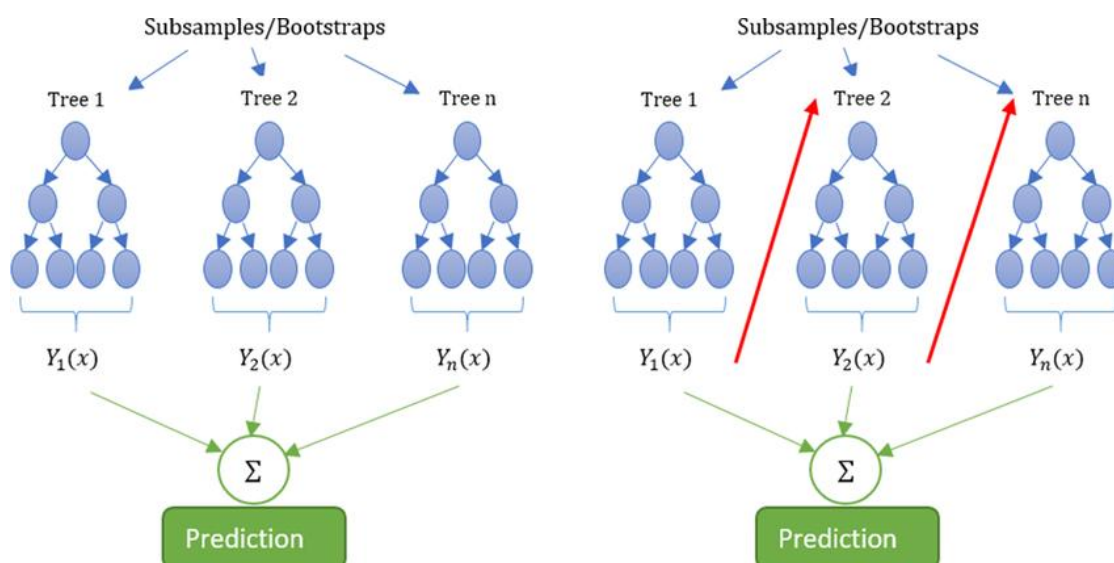 Subsamples/Bootstraps
Tree 1 Tree 2 Tree n
Y₁(x) Y₂(x) Yₙ(x)
Σ
Prediction
Subsamples/Bootstraps
Tree 1 Tree 2 Tree n
Y₁(x) Y₂(x) Yₙ(x)
Σ
Prediction